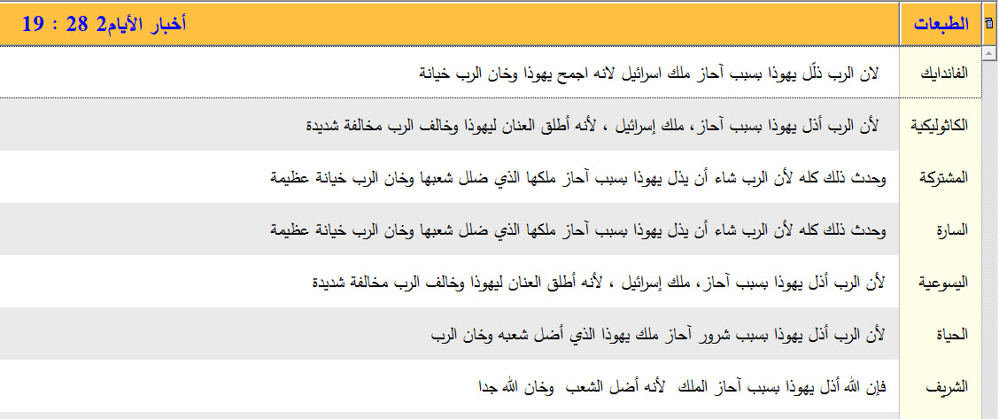 الطبعات أخبار الأيام2 28 : 19
الفاندايك لان الرب ذلّل يهوذا بسبب آحاز ملك اسرائيل لانه اجمح يهوذا وخان الرب خيانة
الكاثوليكية لأن الرب أذل يهوذا بسبب آحاز، ملك إسرائيل ، لأنه أطلق العنان ليهوذا وخالف الرب مخالفة شديدة
المشتركة وحدث ذلك كله لأن الرب شاء أن يذل يهوذا بسبب آحاز ملكها الذي ضلل شعبها وخان الرب خيانة عظيمة
السارة وحدث ذلك كله لأن الرب شاء أن يذل يهوذا بسبب آحاز ملكها الذي ضلل شعبها وخان الرب خيانة عظيمة
اليسوعية لأن الرب أذل يهوذا بسبب آحاز، ملك إسرائيل ، لأنه أطلق العنان ليهوذا وخالف الرب مخالفة شديدة
الحياة لأن الرب أذل يهوذا بسبب شرور آحاز ملك يهوذا الذي أضل شعبه وخان الرب
الشريف فإن الله أذل يهوذا بسبب آحاز الملك لأنه أضل الشعب وخان الله جدا